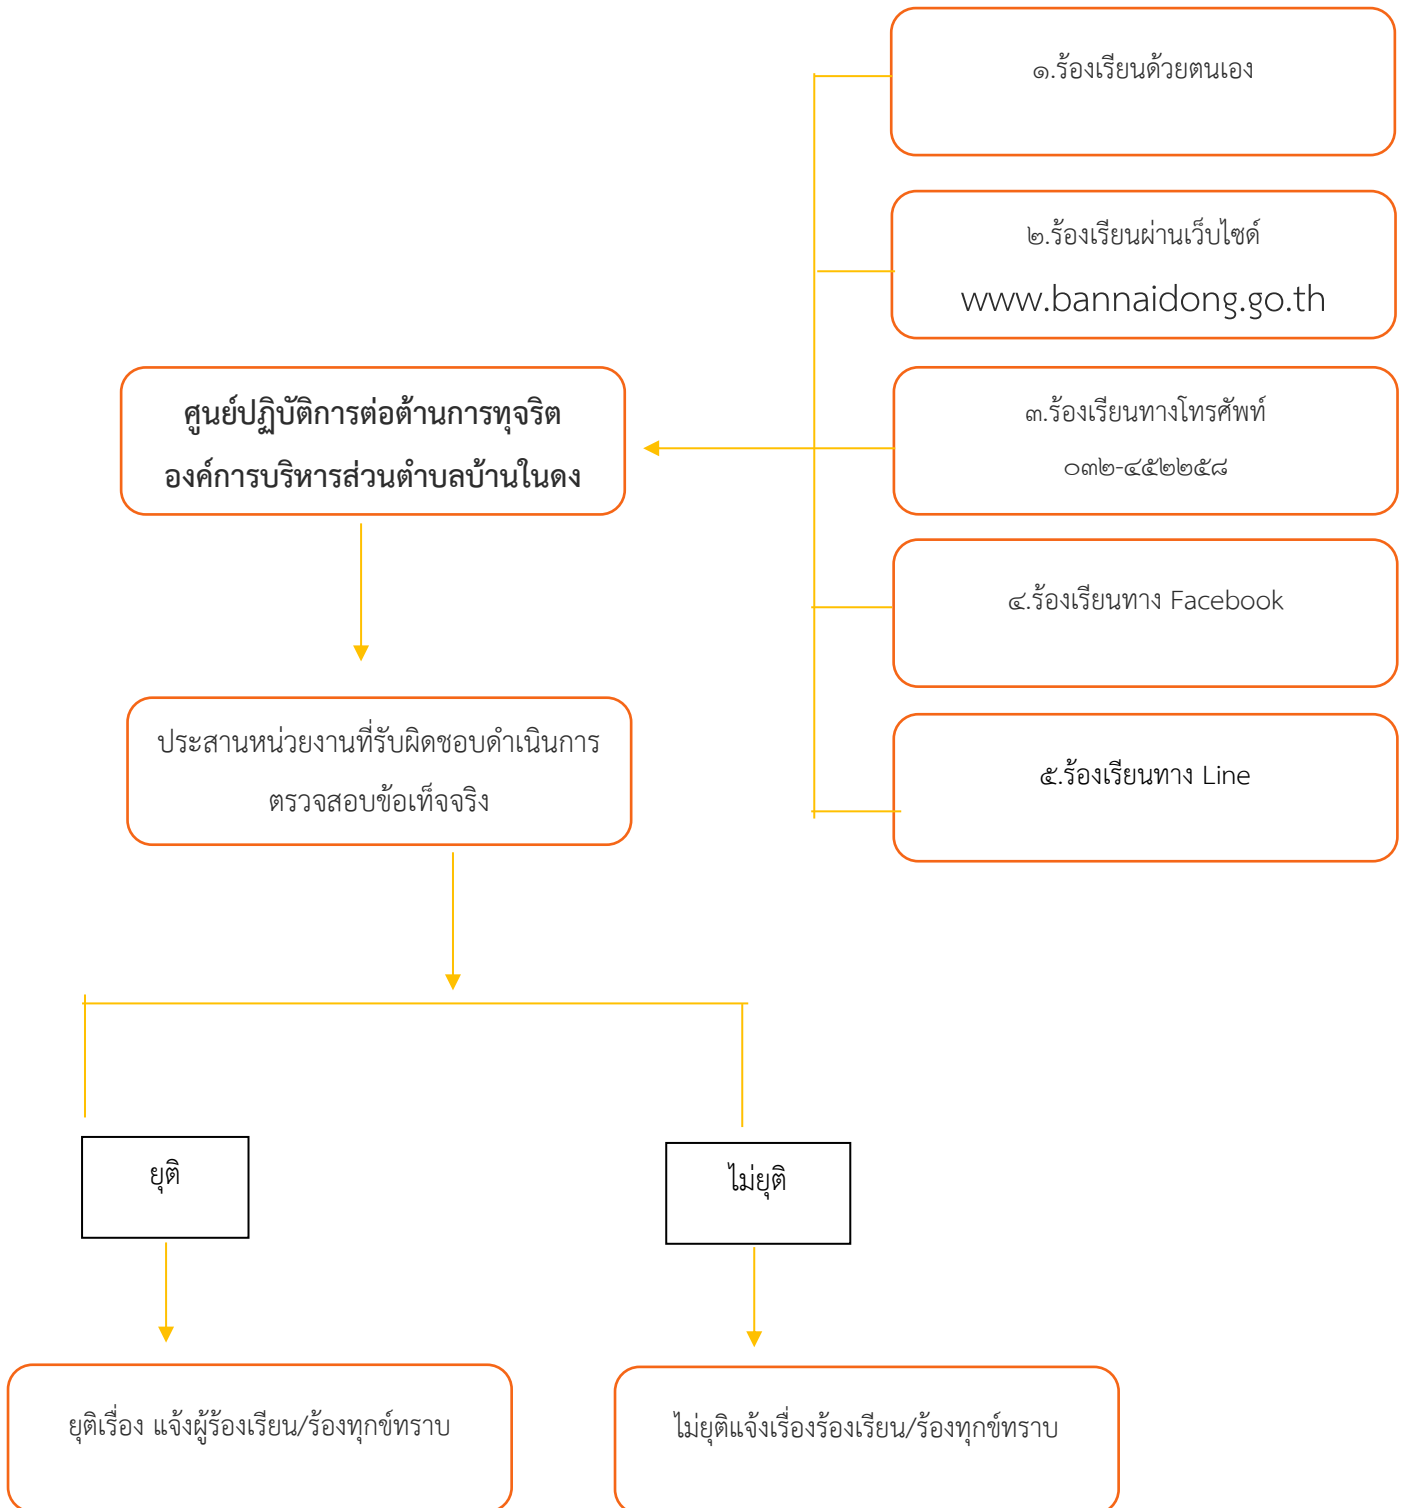 ๑.ร้องเรียนด้วยตนเอง
๒.ร้องเรียนผ่านเว็บไซด์
www.bannaidong.go.th
๓.ร้องเรียนทางโทรศัพท์
๐๓๒-๔๕๒๒๕๘
๔.ร้องเรียนทาง Facebook
๕.ร้องเรียนทาง Line
ศูนย์ปฏิบัติการต่อต้านการทุจริต
องค์การบริหารส่วนตำบลบ้านในดง
ประสานหน่วยงานที่รับผิดชอบดำเนินการ
ตรวจสอบข้อเท็จจริง
ยุติ
ไม่ยุติ
ยุติเรื่อง แจ้งผู้ร้องเรียน/ร้องทุกข์ทราบ
ไม่ยุติแจ้งเรื่องร้องเรียน/ร้องทุกข์ทราบ